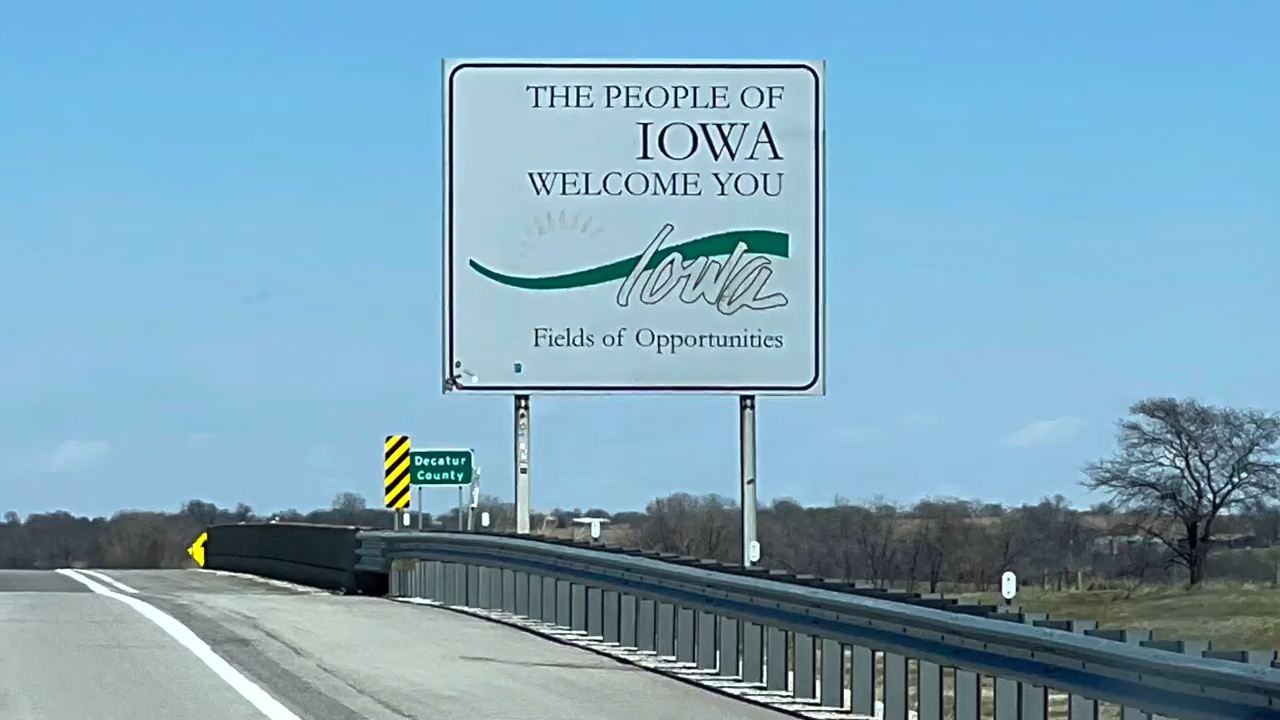 THE PEOPLE OF
IOWA
WELCOME YOU
Iowa
Fields of Opportunities
Decatur
County